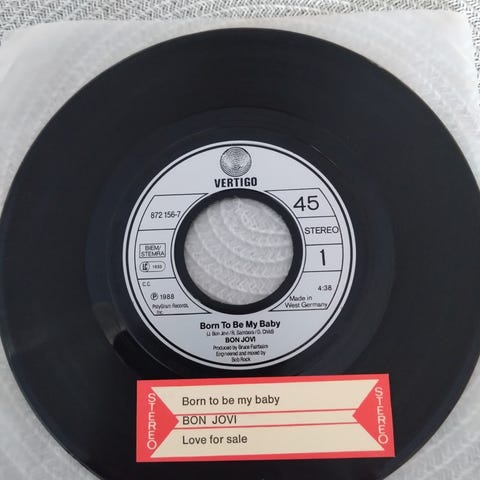 VERTIGO
872 156-7
45
BIEM/
STEMRA
STEREO
1
C.C.
4:38
℗ 1988
PolyGram Records,
Inc.
Made in
West Germany
Born To Be My Baby
(J. Bon Jovi/R. Sambora/D. Child)
BON JOVI
Produced by Bruce Fairbairn
Engineered and mixed by
Bob Rock
STEREO
Born to be my baby
BON JOVI
Love for sale
STEREO